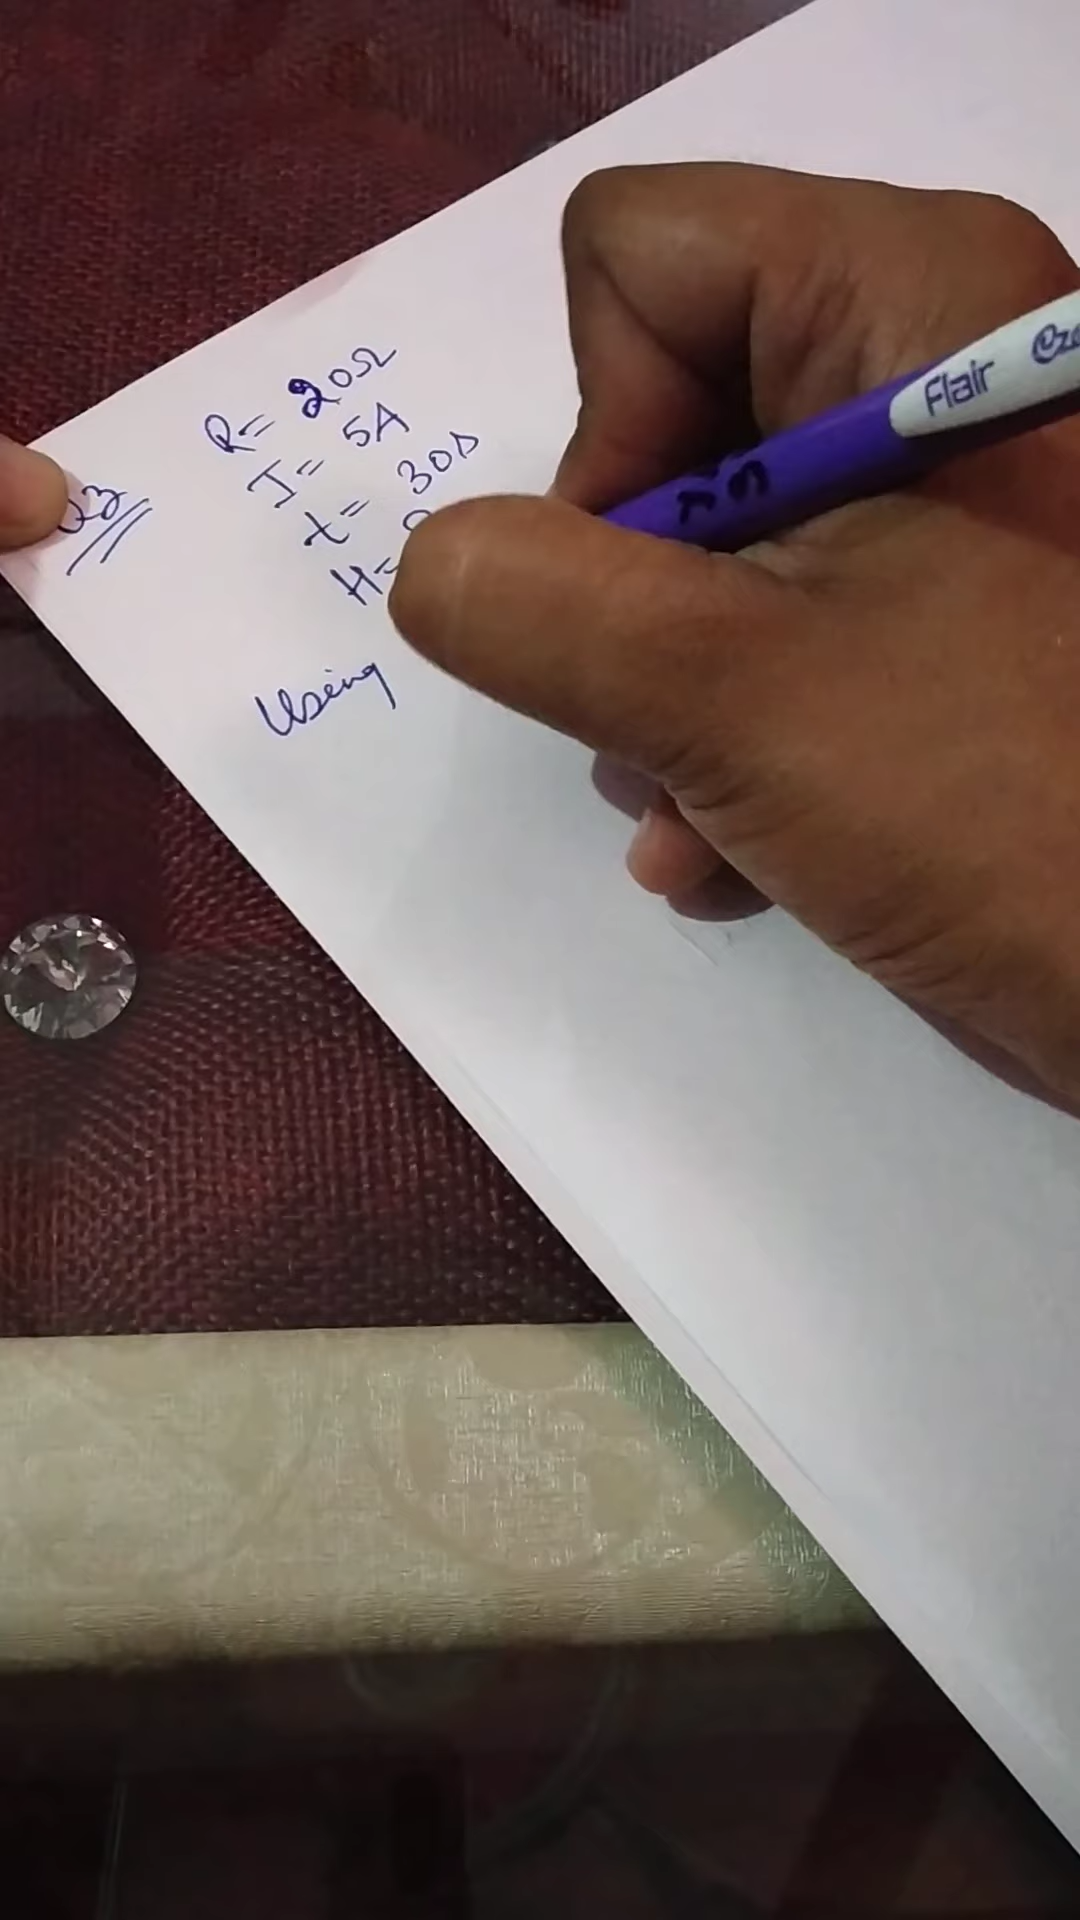 Q3
R= 20Ω
I= 5A
t= 30s
H=
Using
Flair